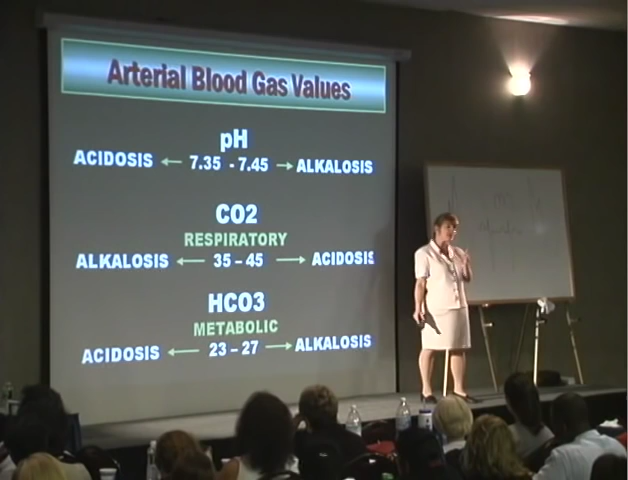 Arterial Blood Gas Values
pH
ACIDOSIS ← 7.35 - 7.45 → ALKALOSIS
CO2
RESPIRATORY
ALKALOSIS ← 35 – 45 → ACIDOSIS
HCO3
METABOLIC
ACIDOSIS ← 23 – 27 → ALKALOSIS